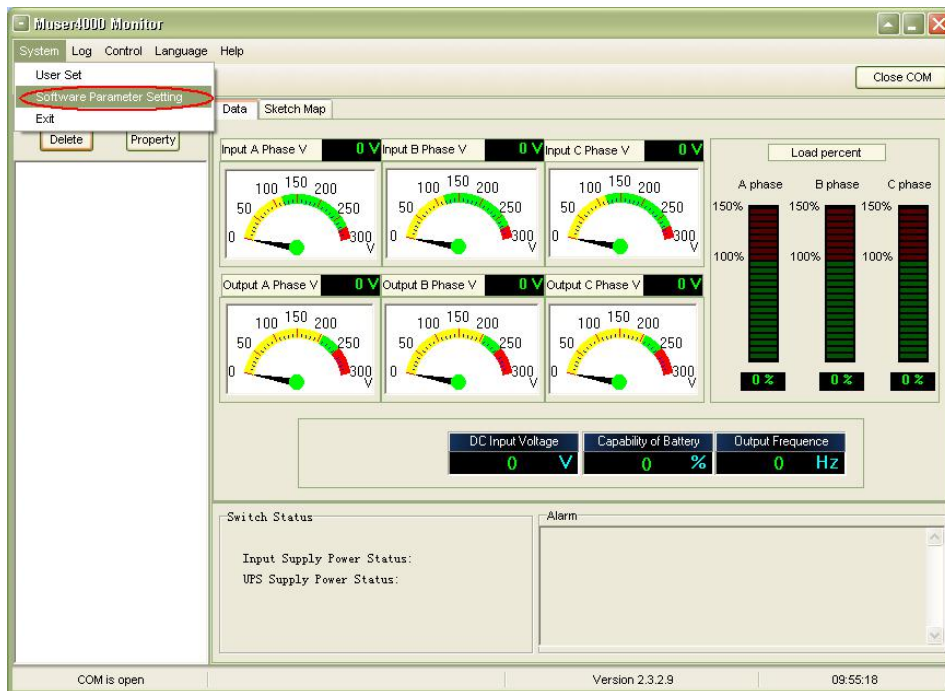 Muser4000 Monitor
System Log Control Language Help
User Set
Software Parameter Setting
Exit
Close COM
Delete Property
Data Sketch Map
Input A Phase V 0 V Input B Phase V 0 V Input C Phase V 0 V
0 50 100 150 200 250 300 V
0 50 100 150 200 250 300 V
0 50 100 150 200 250 300 V
Output A Phase V 0 V Output B Phase V 0 V Output C Phase V 0 V
0 50 100 150 200 250 300 V
0 50 100 150 200 250 300 V
0 50 100 150 200 250 300 V
Load percent
A phase B phase C phase
150% 150% 150%
100% 100% 100%
0 % 0 % 0 %
DC Input Voltage Capability of Battery Output Frequence
0 V 0 % 0 Hz
Switch Status
Input Supply Power Status:
UPS Supply Power Status:
Alarm
COM is open Version 2.3.2.9 09:55:18